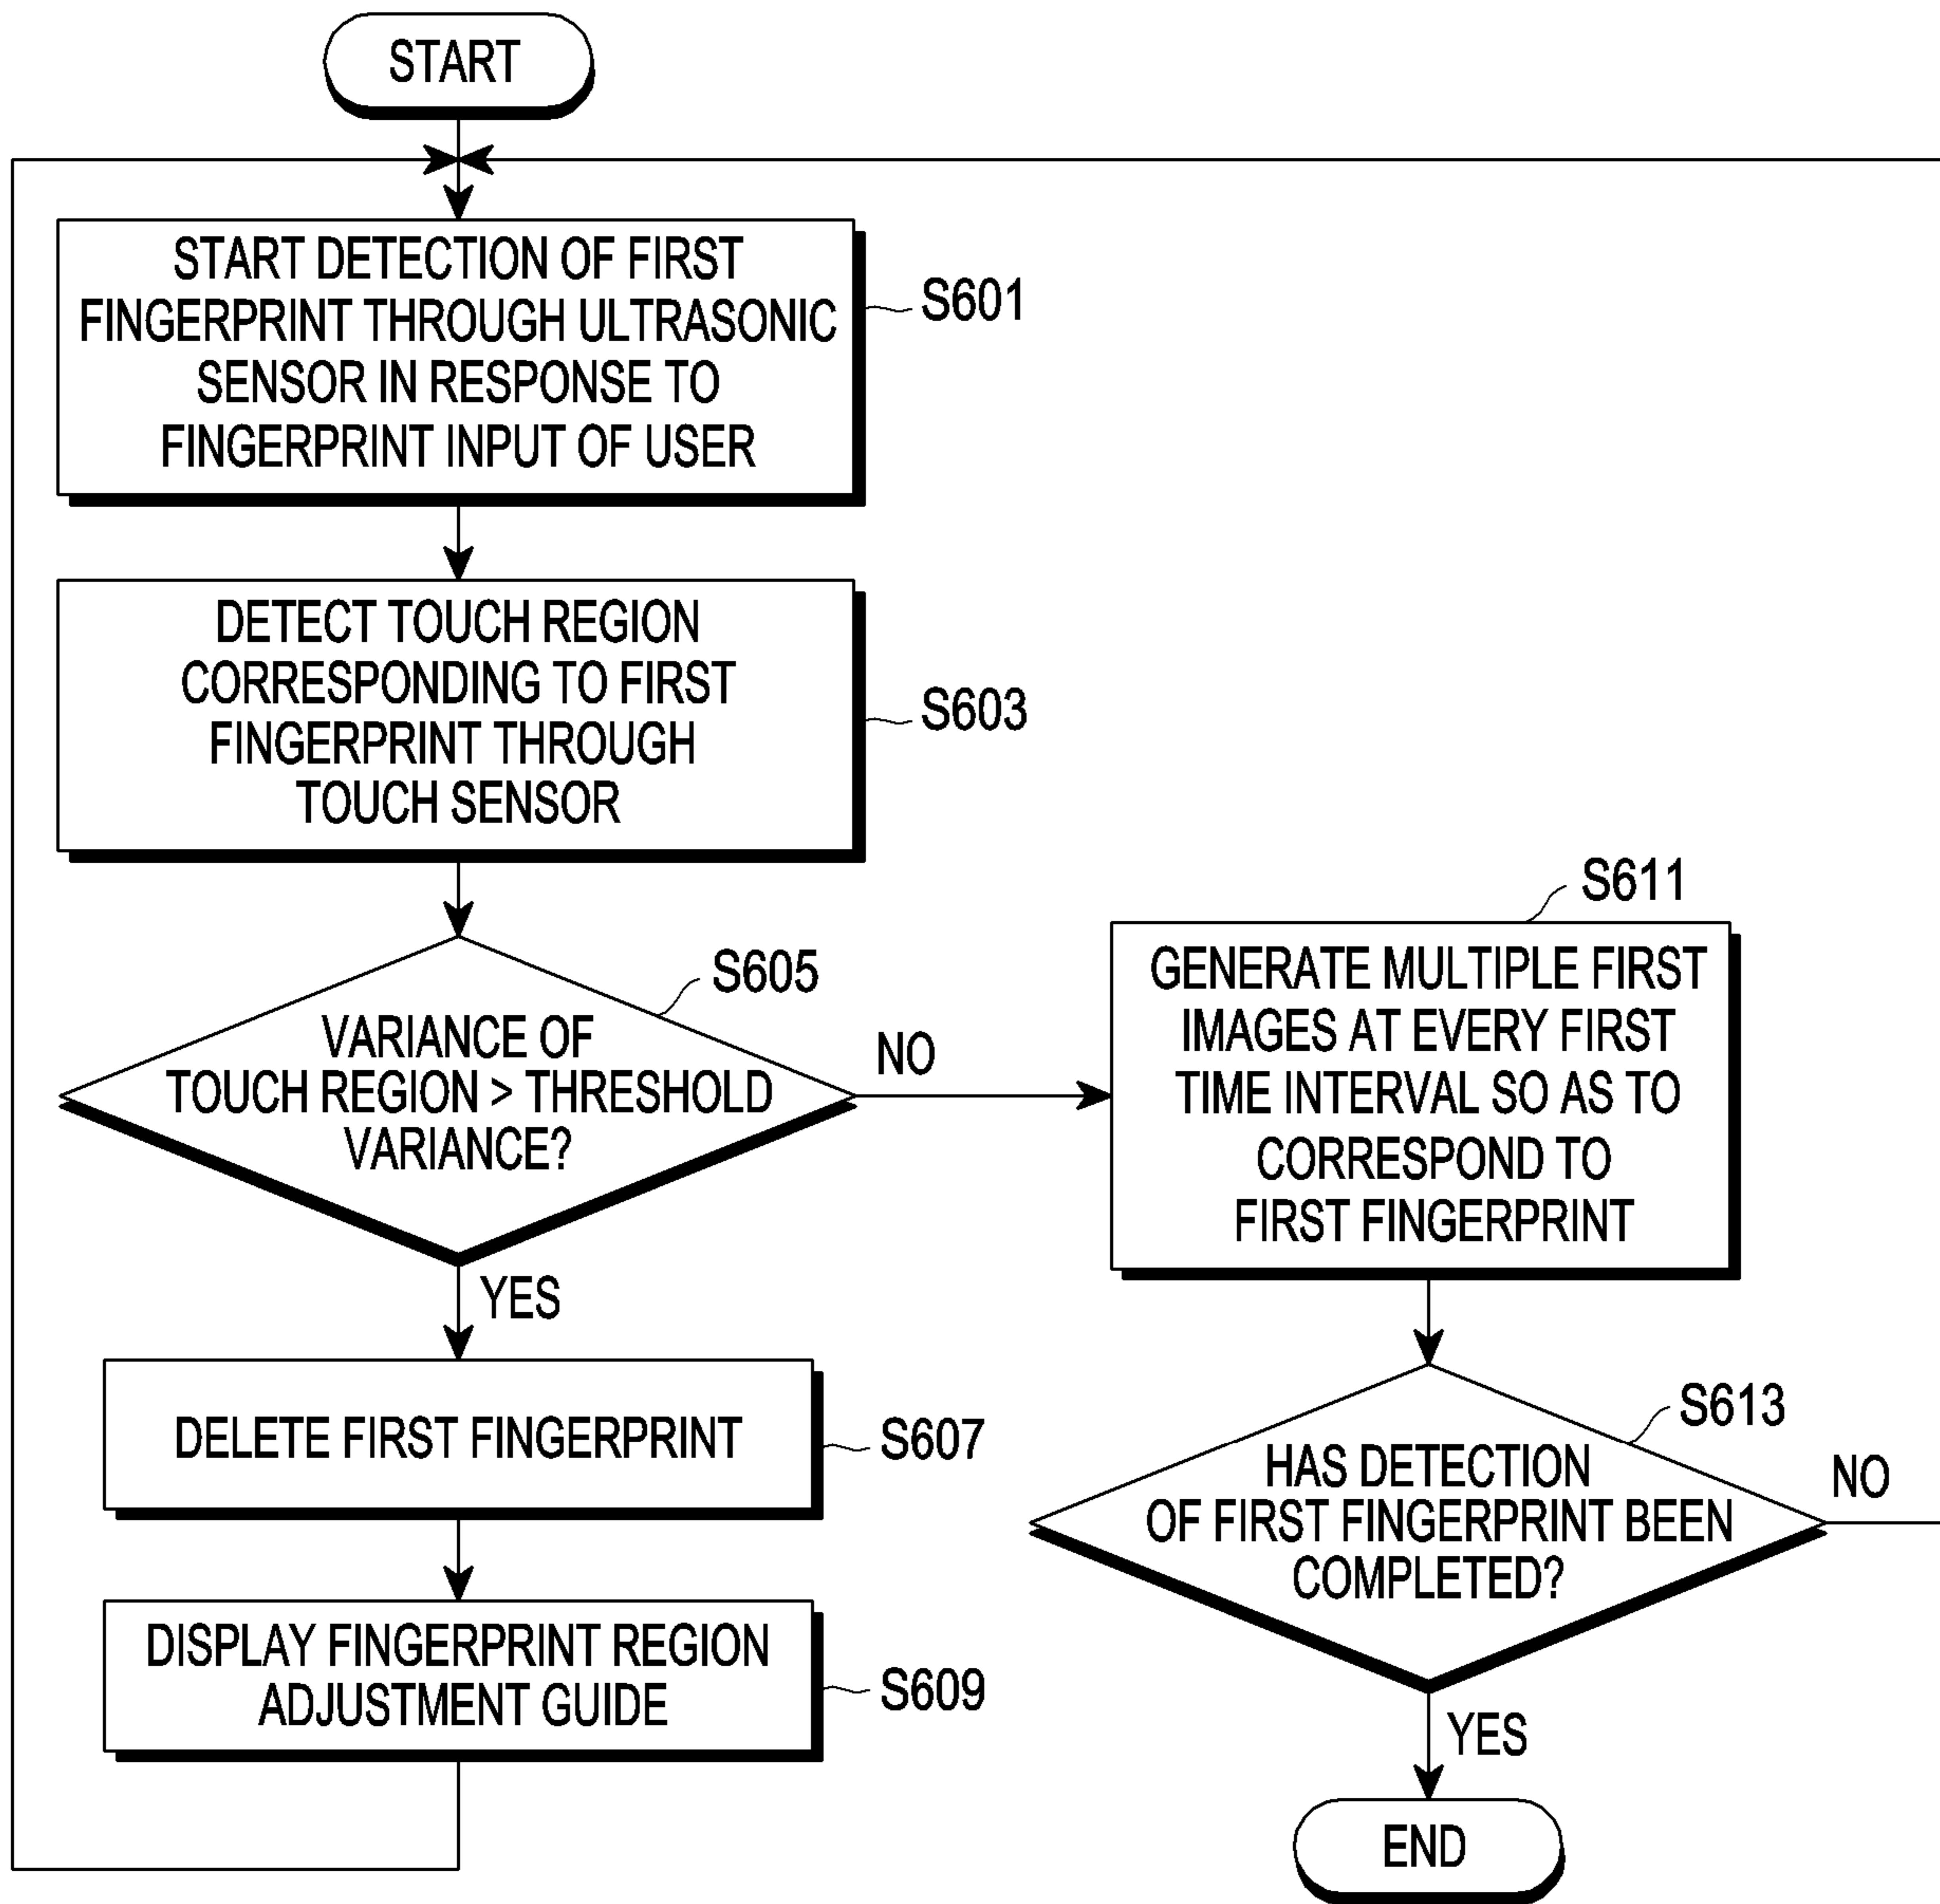 START
START DETECTION OF FIRST
FINGERPRINT THROUGH ULTRASONIC
SENSOR IN RESPONSE TO
FINGERPRINT INPUT OF USER
S601
DETECT TOUCH REGION
CORRESPONDING TO FIRST
FINGERPRINT THROUGH
TOUCH SENSOR
S603
VARIANCE OF
TOUCH REGION > THRESHOLD
VARIANCE?
S605
NO
YES
DELETE FIRST FINGERPRINT
S607
DISPLAY FINGERPRINT REGION
ADJUSTMENT GUIDE
S609
S611
GENERATE MULTIPLE FIRST
IMAGES AT EVERY FIRST
TIME INTERVAL SO AS TO
CORRESPOND TO
FIRST FINGERPRINT
S613
HAS DETECTION
OF FIRST FINGERPRINT BEEN
COMPLETED?
NO
YES
END